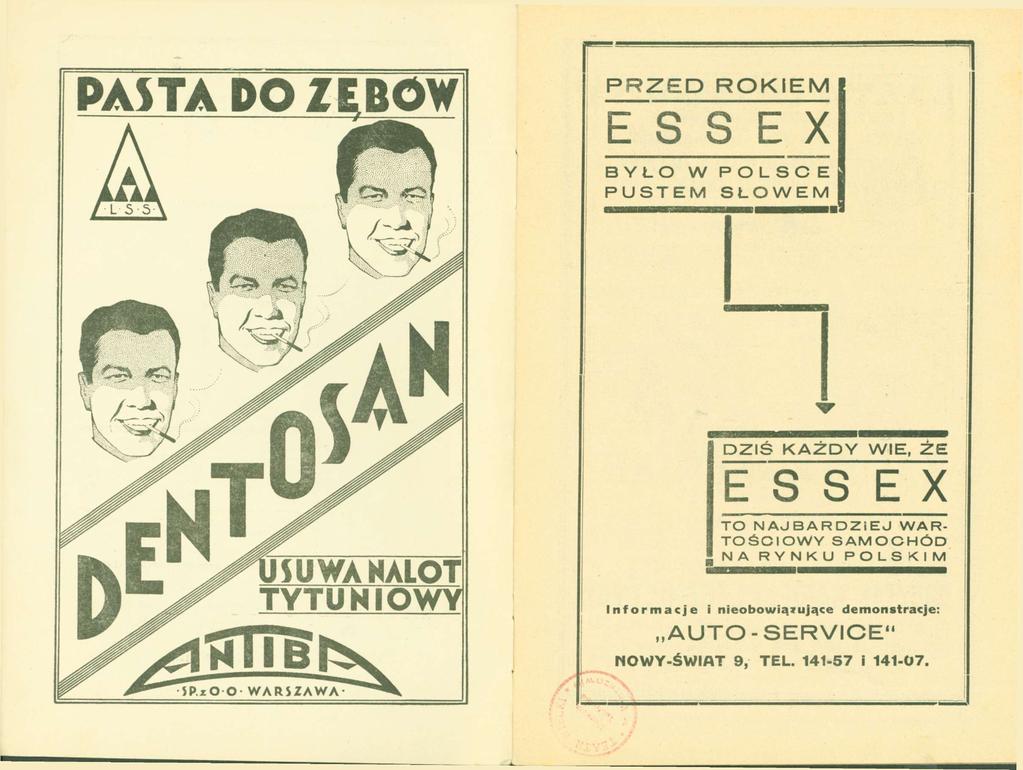 PASTA DO ZĘBÓW
L·S·S·
DENTOSAN
USUWA NALOT
TYTUNIOWY
ANTIBA
·SP. z O·O· WARSZAWA·
PRZED ROKIEM
ESSEX
BYŁO W POLSCE
PUSTEM SŁOWEM
DZIŚ KAŻDY WIE, ŻE
ESSEX
TO NAJBARDZIEJ WAR-
TOŚCIOWY SAMOCHÓD
NA RYNKU POLSKIM
Informacje i nieobowiązujące demonstracje:
„AUTO-SERVICE“
NOWY-ŚWIAT 9, TEL. 141-57 i 141-07.